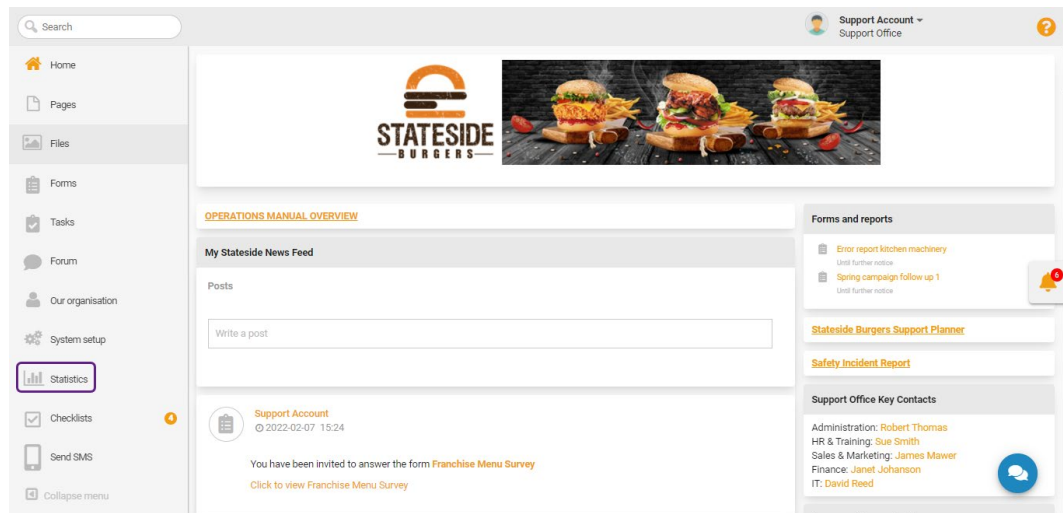 Search
Support Account
Support Office
Home
Pages
Files
Forms
Tasks
Forum
Our organisation
System setup
Statistics
Checklists
4
Send SMS
Collapse menu
STATESIDE
BURGERS
OPERATIONS MANUAL OVERVIEW
My Stateside News Feed
Posts
Write a post
Support Account
2022-02-07 15:24
You have been invited to answer the form Franchise Menu Survey
Click to view Franchise Menu Survey
Forms and reports
Error report kitchen machinery
Until further notice
Spring campaign follow up 1
Until further notice
6
Stateside Burgers Support Planner
Safety Incident Report
Support Office Key Contacts
Administration: Robert Thomas
HR & Training: Sue Smith
Sales & Marketing: James Mawer
Finance: Janet Johanson
IT: David Reed